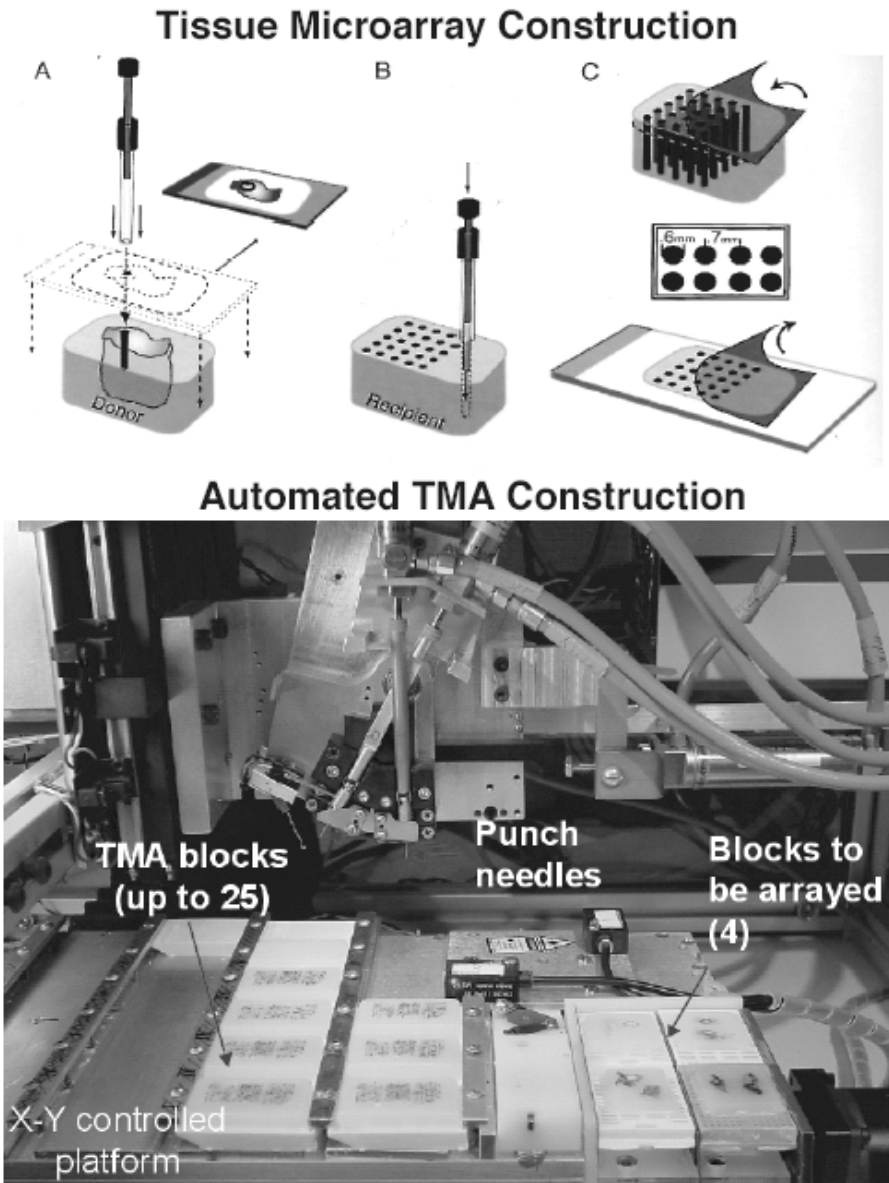 Tissue Microarray Construction
A
B
C
.6mm .7mm
Donor
Recipient
Automated TMA Construction
TMA blocks
(up to 25)
Punch
needles
Blocks to
be arrayed
(4)
X-Y controlled
platform